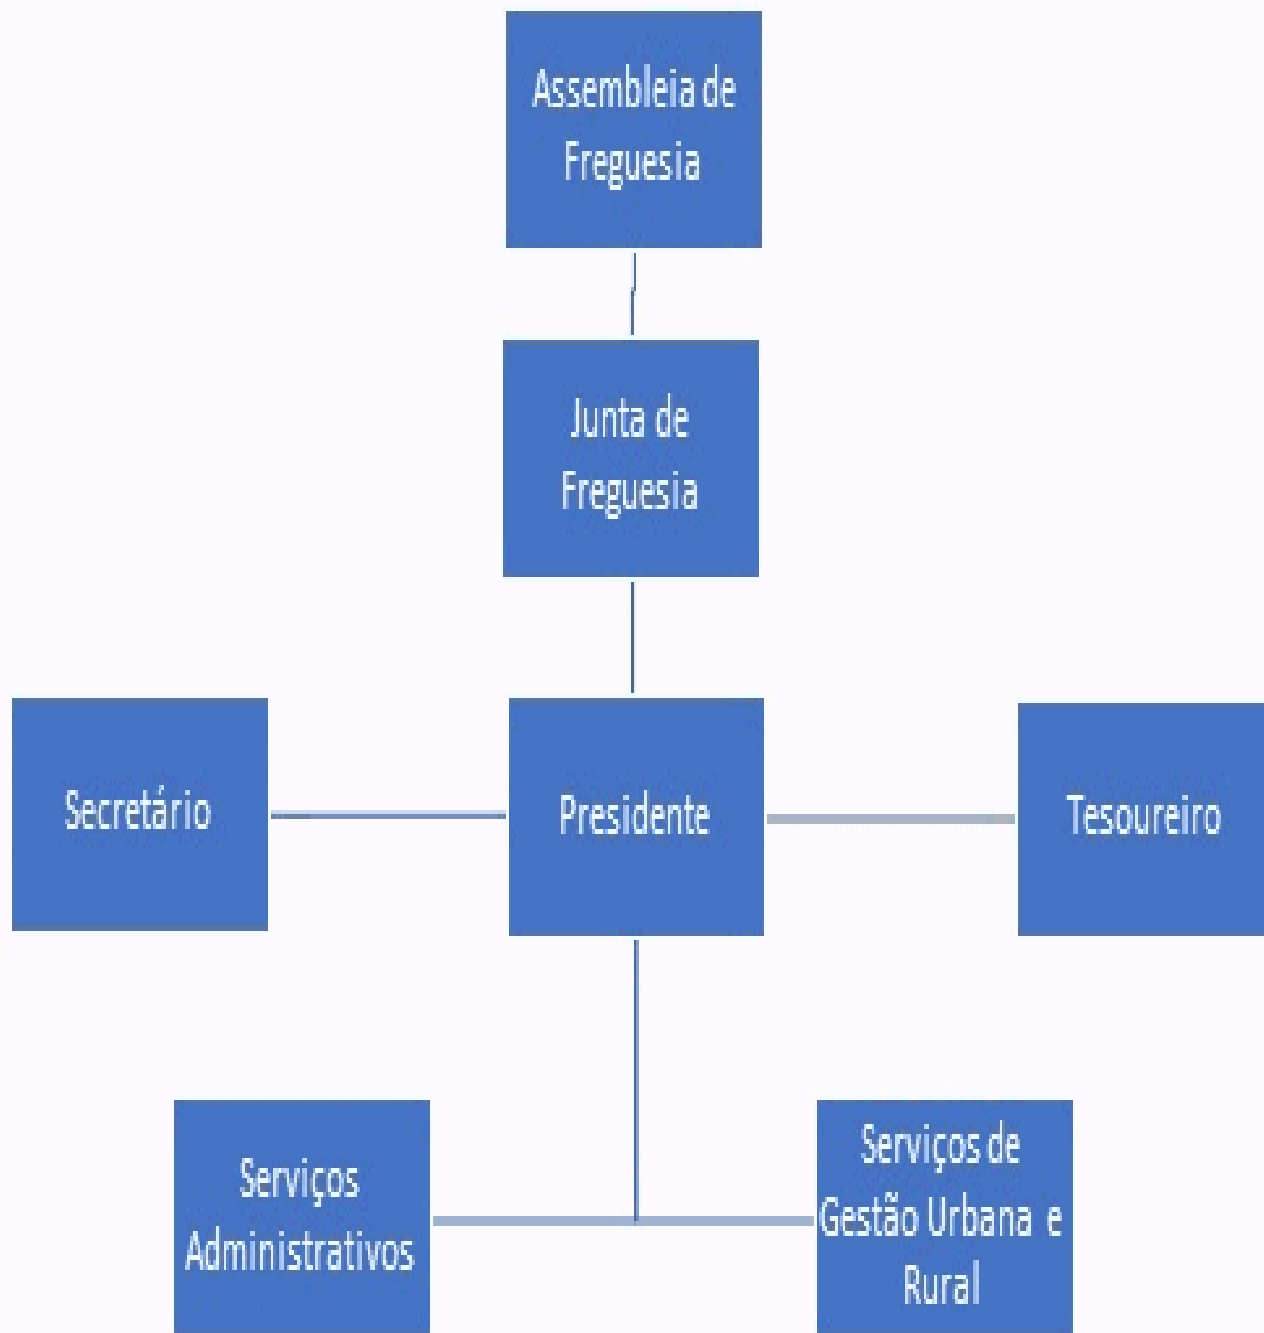 Assembleia de
Freguesia
Junta de
Freguesia
Secretário
Presidente
Tesoureiro
Serviços
Administrativos
Serviços de
Gestão Urbana e
Rural